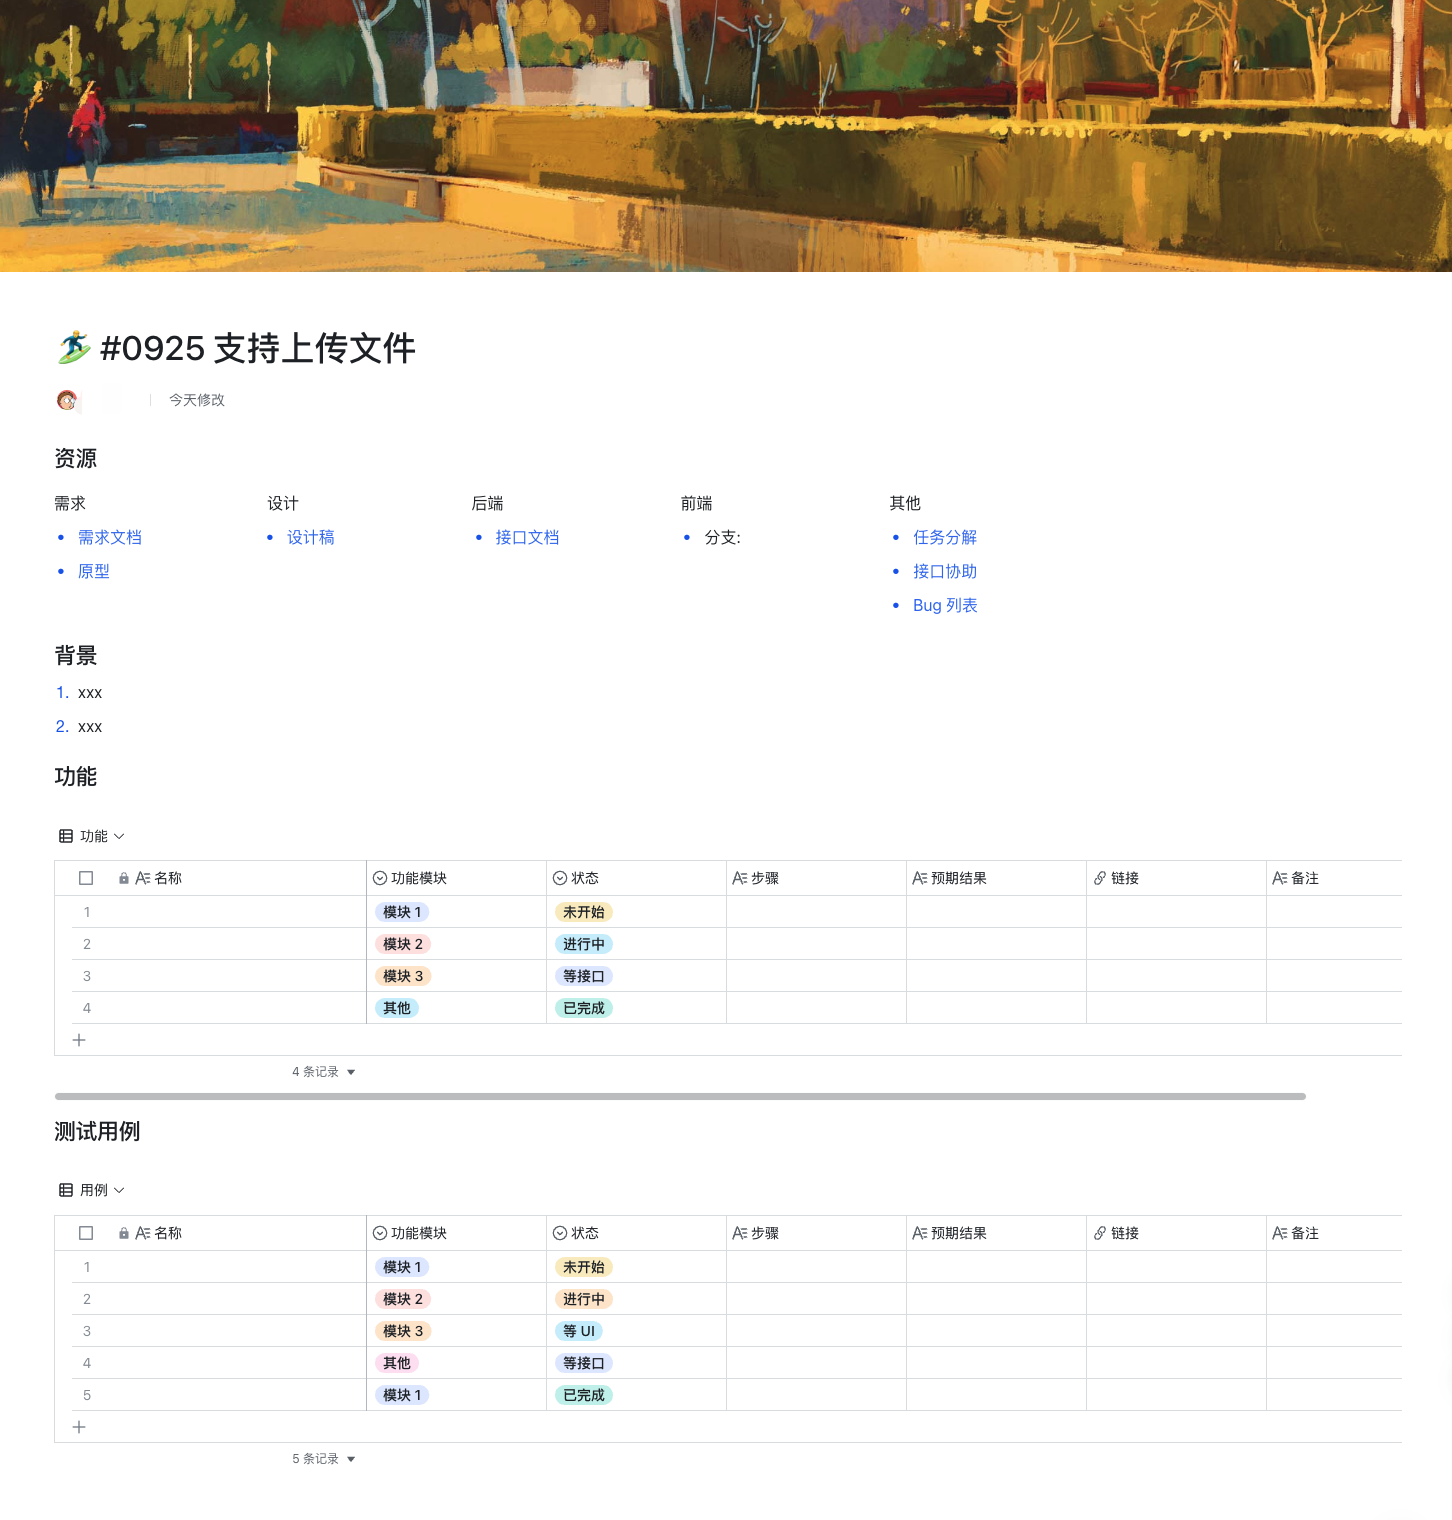 #0925 支持上传文件
今天修改
资源
需求 设计 后端 前端 其他
需求文档 设计稿 接口文档 分支: 任务分解
原型 接口协助
Bug 列表
背景
1. xxx
2. xxx
功能
功能
名称 功能模块 状态 步骤 预期结果 链接 备注
1 模块 1 未开始
2 模块 2 进行中
3 模块 3 等接口
4 其他 已完成
4 条记录
测试用例
用例
名称 功能模块 状态 步骤 预期结果 链接 备注
1 模块 1 未开始
2 模块 2 进行中
3 模块 3 等 UI
4 其他 等接口
5 模块 1 已完成
5 条记录